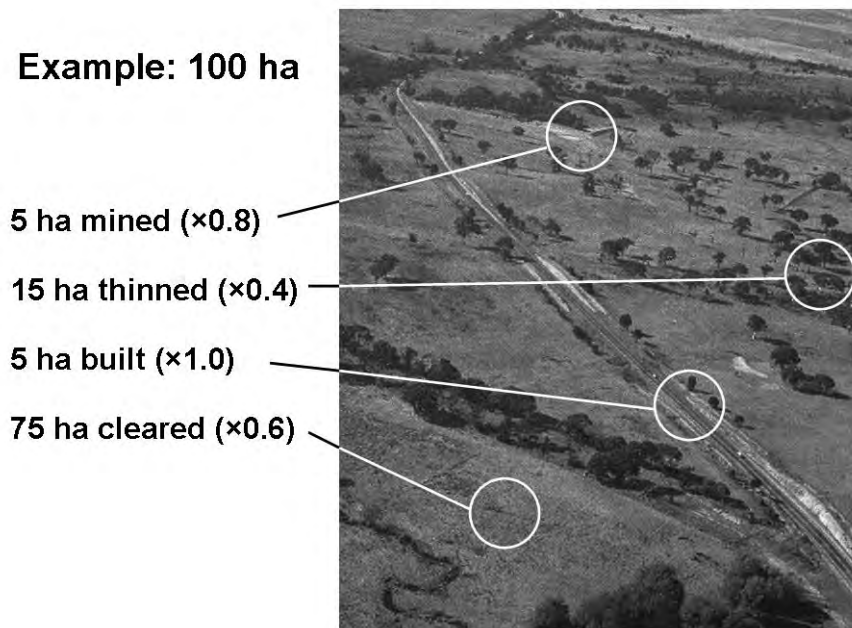 Example: 100 ha
5 ha mined (×0.8)
15 ha thinned (×0.4)
5 ha built (×1.0)
75 ha cleared (×0.6)